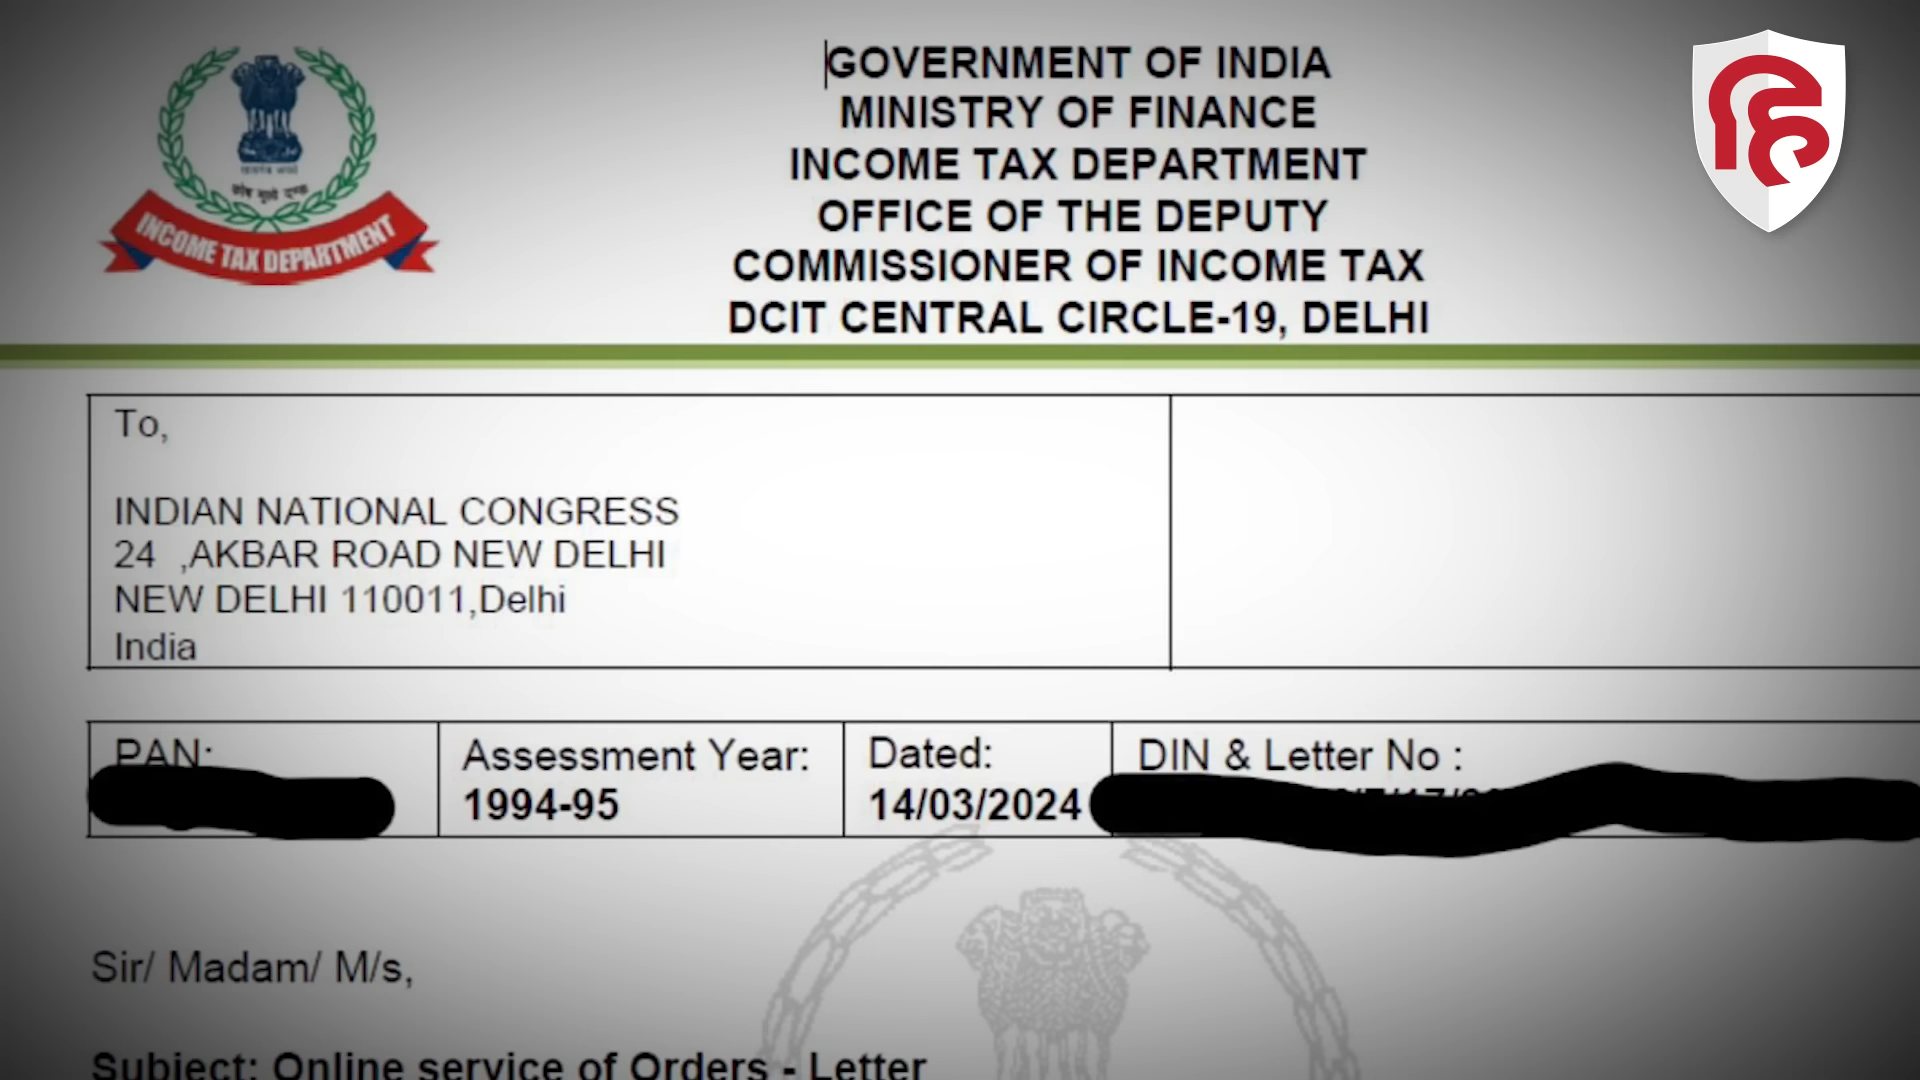 INCOME TAX DEPARTMENT
GOVERNMENT OF INDIA
MINISTRY OF FINANCE
INCOME TAX DEPARTMENT
OFFICE OF THE DEPUTY
COMMISSIONER OF INCOME TAX
DCIT CENTRAL CIRCLE-19, DELHI
हि
To,
INDIAN NATIONAL CONGRESS
24 ,AKBAR ROAD NEW DELHI
NEW DELHI 110011,Delhi
India
PAN:
Assessment Year:
1994-95
Dated:
14/03/2024
DIN & Letter No :
Sir/ Madam/ M/s,
Subject: Online service of Orders - Letter